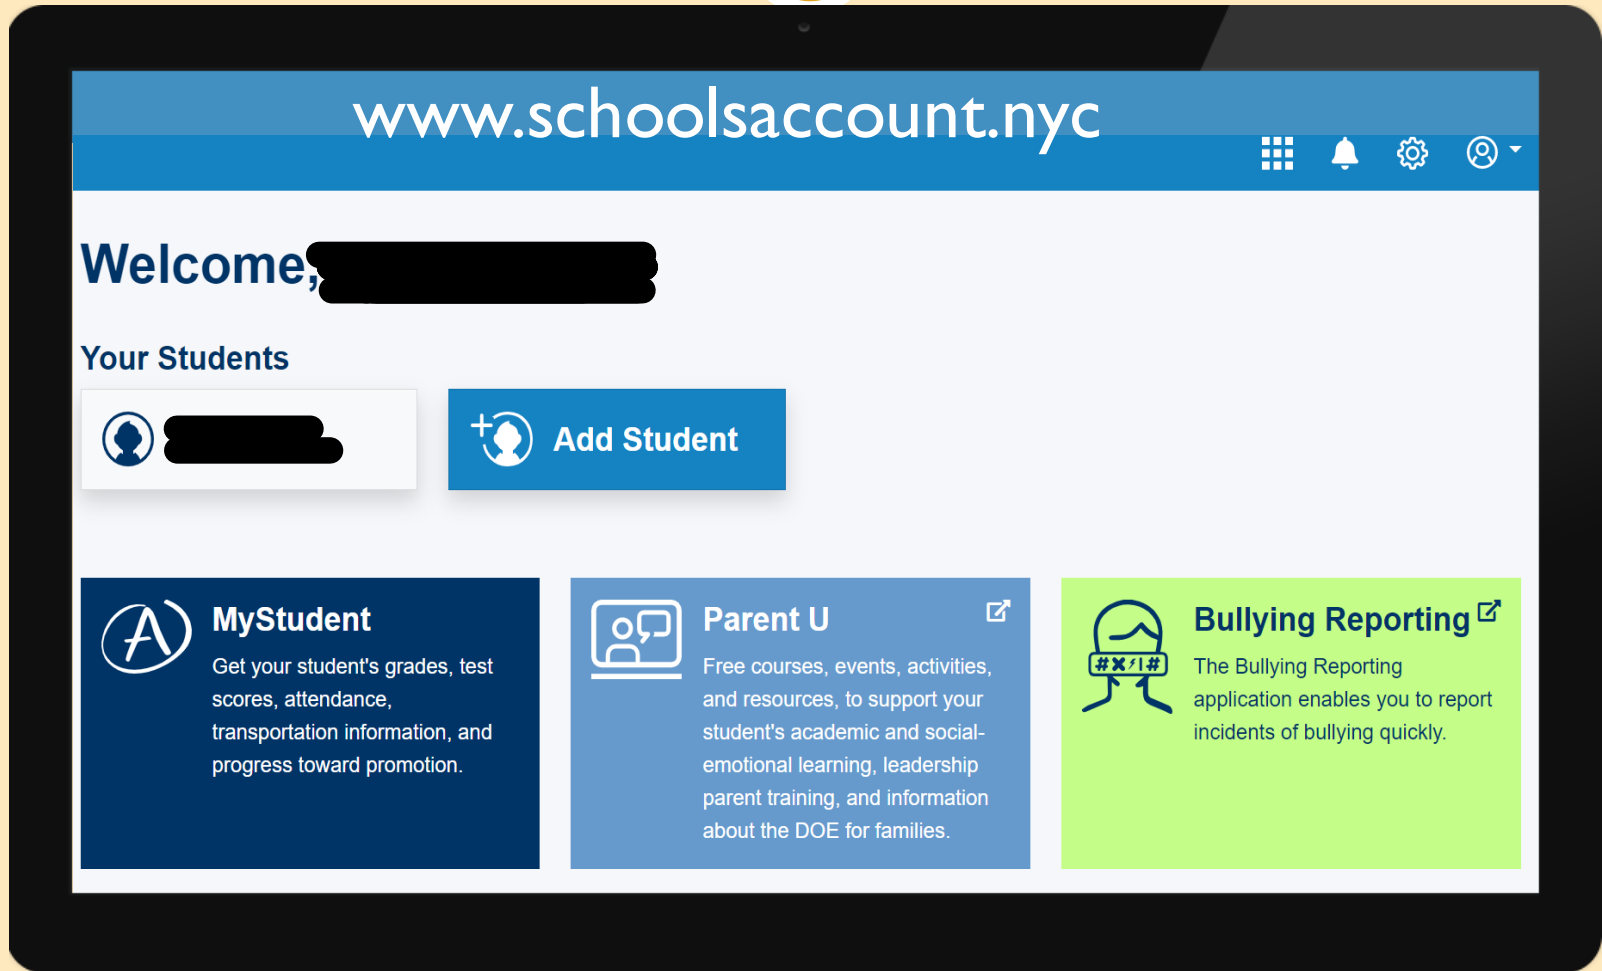 www.schoolsaccount.nyc
Welcome,
Your Students
Add Student
MyStudent
Get your student's grades, test
scores, attendance,
transportation information, and
progress toward promotion.
Parent U
Free courses, events, activities,
and resources, to support your
student's academic and social-
emotional learning, leadership
parent training, and information
about the DOE for families.
#X⚡!#
Bullying Reporting
The Bullying Reporting
application enables you to report
incidents of bullying quickly.